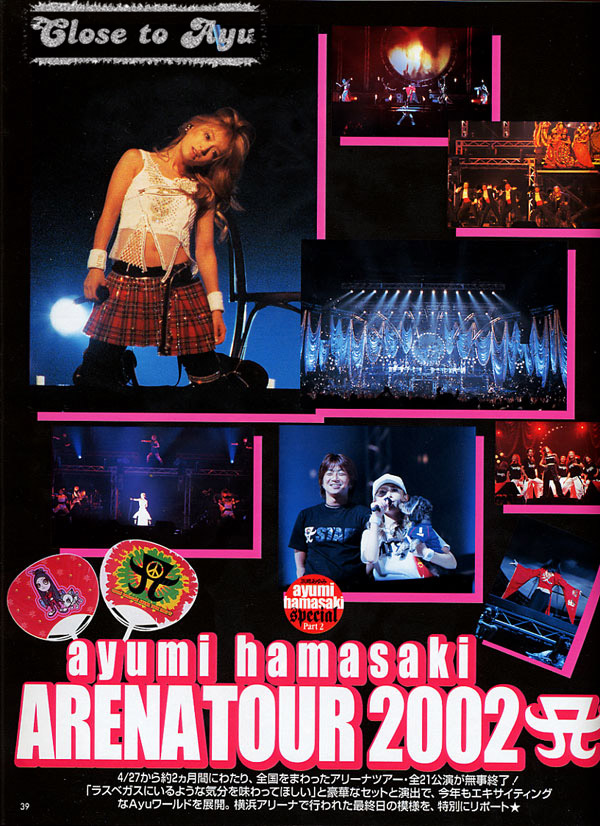 Close to Ayu
STAFF
浜崎あゆみ
ayumi
hamasaki
special
Part 2
ayumi hamasaki
ARENA TOUR 2002 A
4/27から約2ヵ月間にわたり、全国をまわったアリーナツアー・全21公演が無事終了！
「ラスベガスにいるような気分を味わってほしい」と豪華なセットと演出で、今年もエキサイティング
なAyuワールドを展開。横浜アリーナで行われた最終日の模様を、特別にリポート★
39